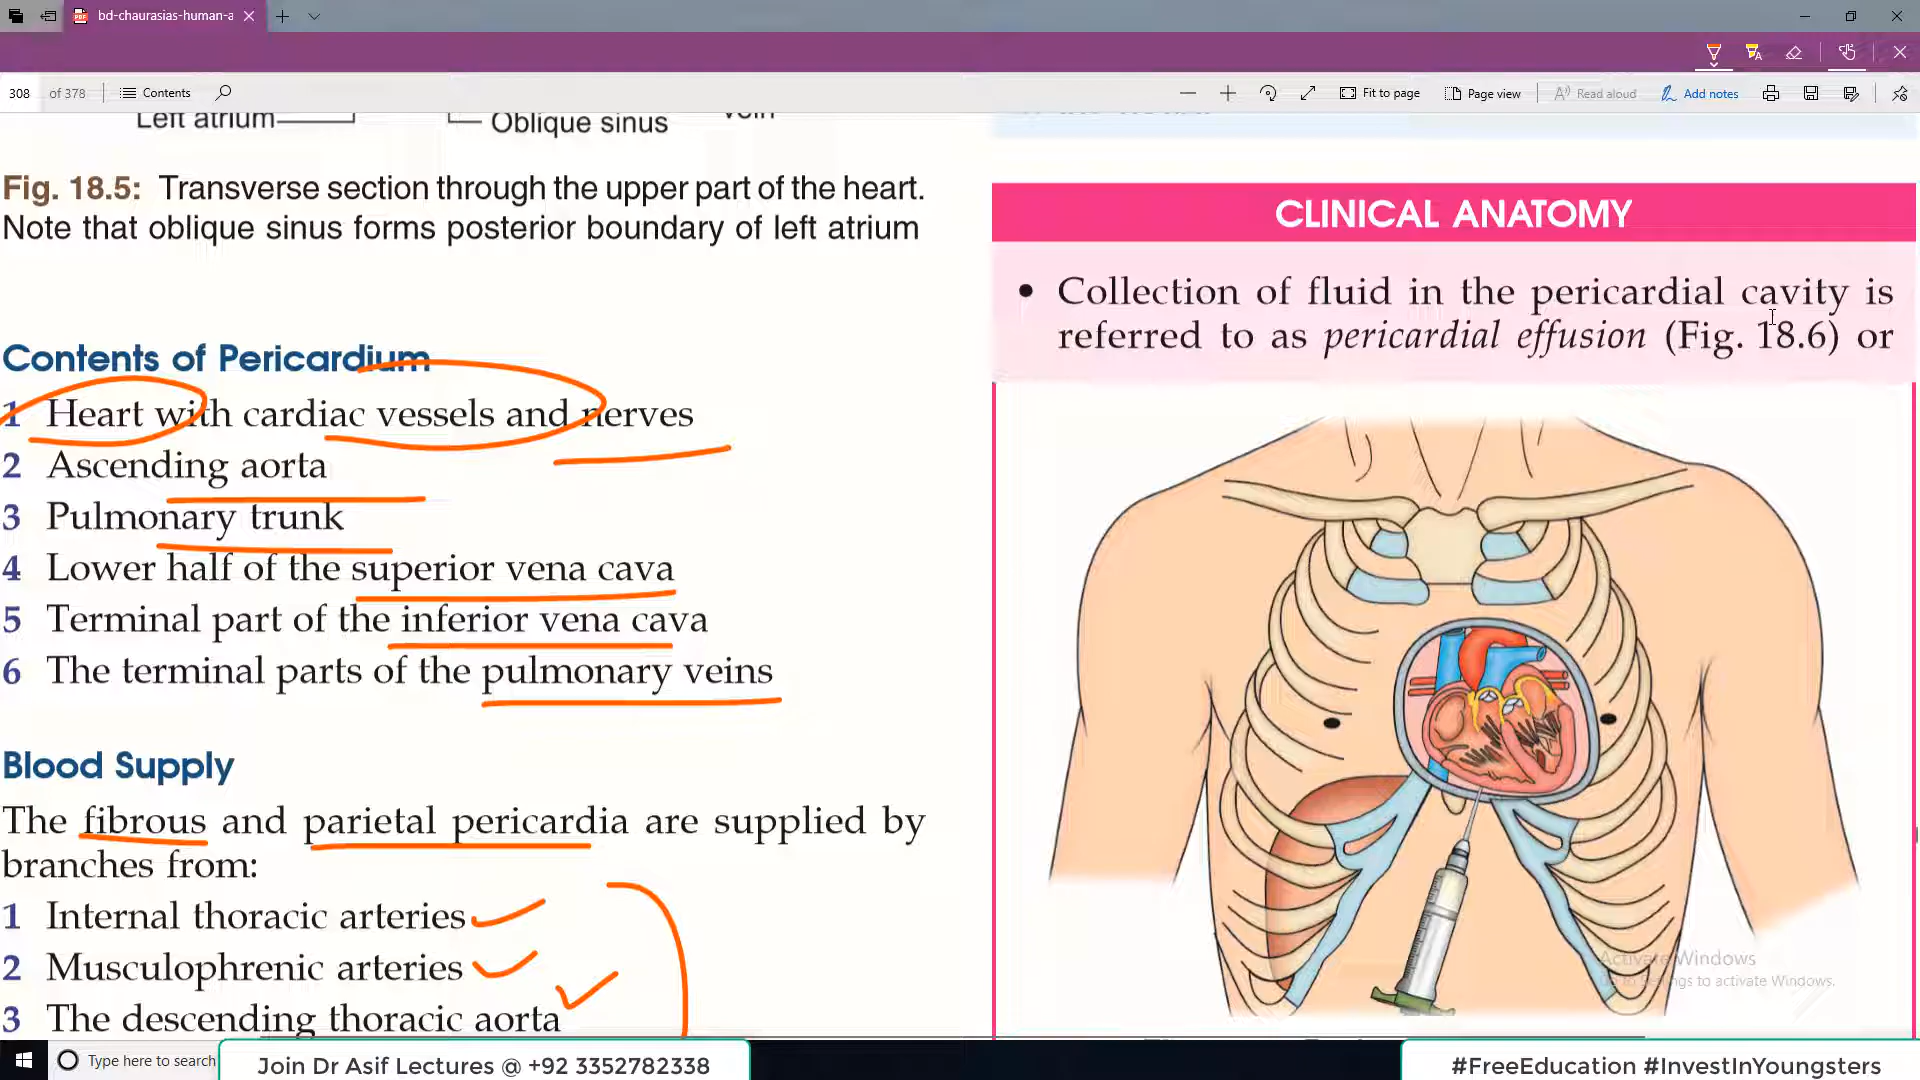 bd-chaurasias-human-a
308 of 378
Contents
Fit to page
Page view
Read aloud
Add notes
Left atrium
Oblique sinus
vein
Fig. 18.5: Transverse section through the upper part of the heart.
Note that oblique sinus forms posterior boundary of left atrium
Contents of Pericardium
1 Heart with cardiac vessels and nerves
2 Ascending aorta
3 Pulmonary trunk
4 Lower half of the superior vena cava
5 Terminal part of the inferior vena cava
6 The terminal parts of the pulmonary veins
Blood Supply
The fibrous and parietal pericardia are supplied by
branches from:
1 Internal thoracic arteries
2 Musculophrenic arteries
3 The descending thoracic aorta
CLINICAL ANATOMY
• Collection of fluid in the pericardial cavity is
referred to as pericardial effusion (Fig. 18.6) or
Activate Windows
Go to Settings to activate Windows.
Type here to search
Join Dr Asif Lectures @ +92 3352782338
#FreeEducation #InvestInYoungsters